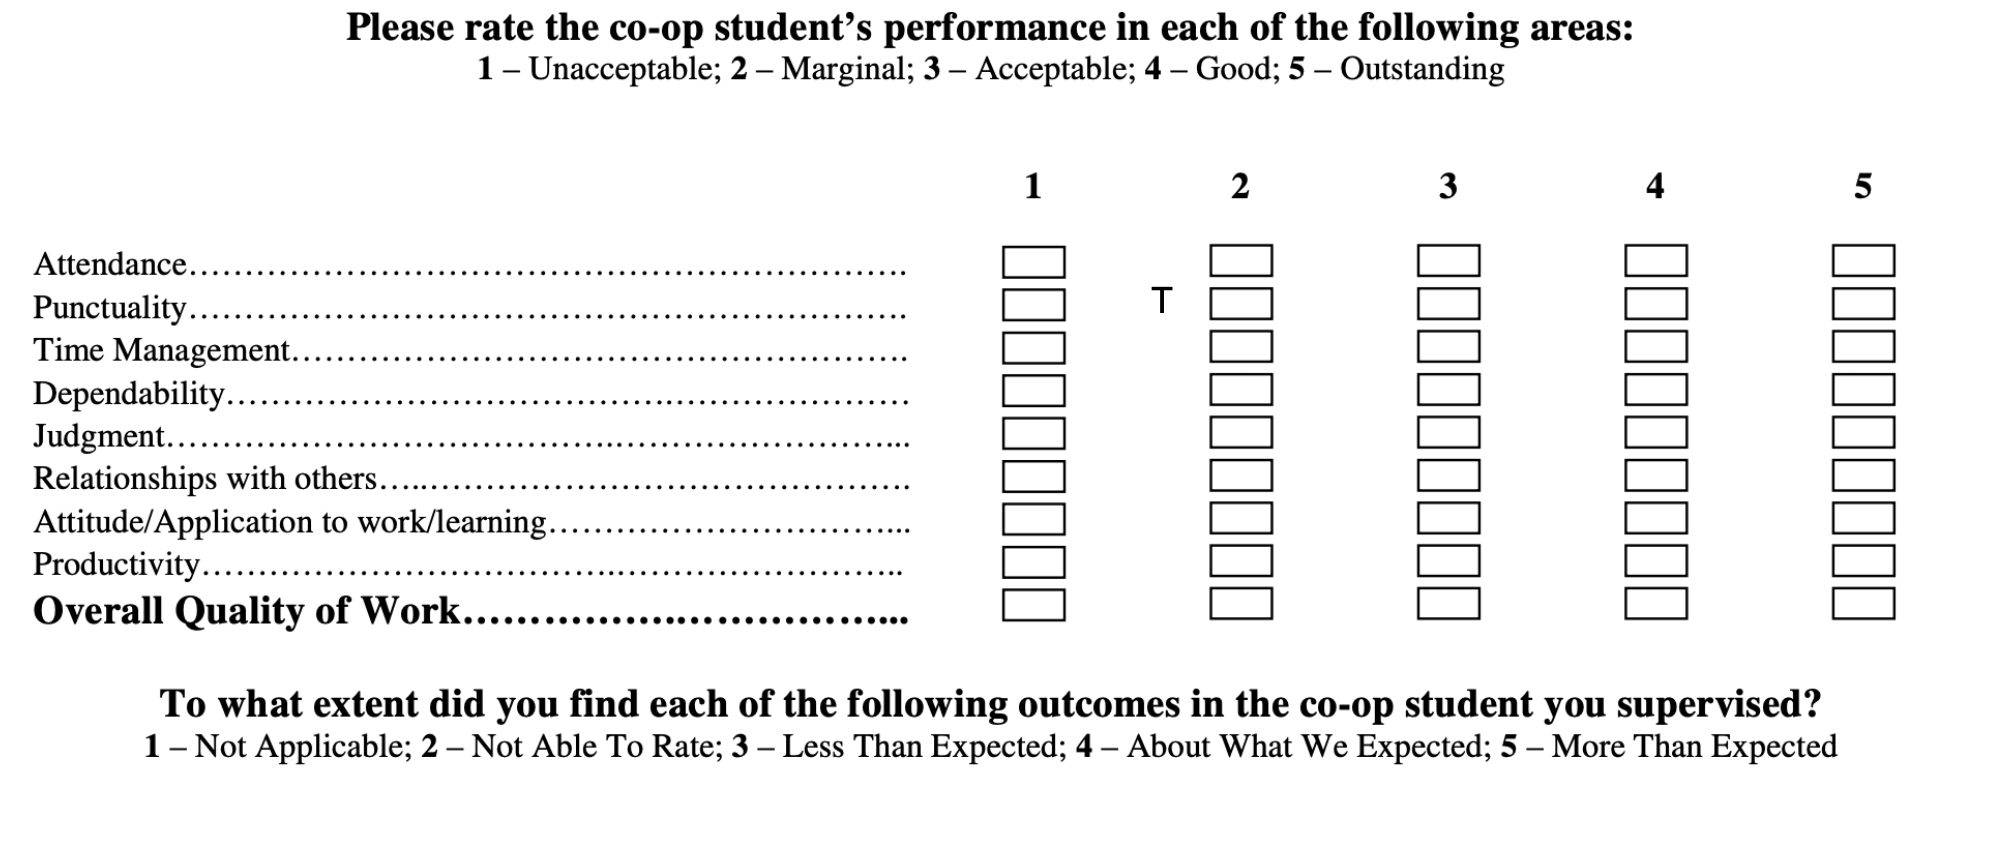 Please rate the co-op student’s performance in each of the following areas:
1 – Unacceptable; 2 – Marginal; 3 – Acceptable; 4 – Good; 5 – Outstanding
1 2 3 4 5
Attendance……………………………………………………………………….
Punctuality……………………………………………………………………….
T
Time Management……………………………………………………………….
Dependability……………………………………………………………………
Judgment…………………………………………………………………………...
Relationships with others…..……………………………………………………
Attitude/Application to work/learning…………………………………...
Productivity……………………………………………………………………..
Overall Quality of Work……………………………………...
To what extent did you find each of the following outcomes in the co-op student you supervised?
1 – Not Applicable; 2 – Not Able To Rate; 3 – Less Than Expected; 4 – About What We Expected; 5 – More Than Expected